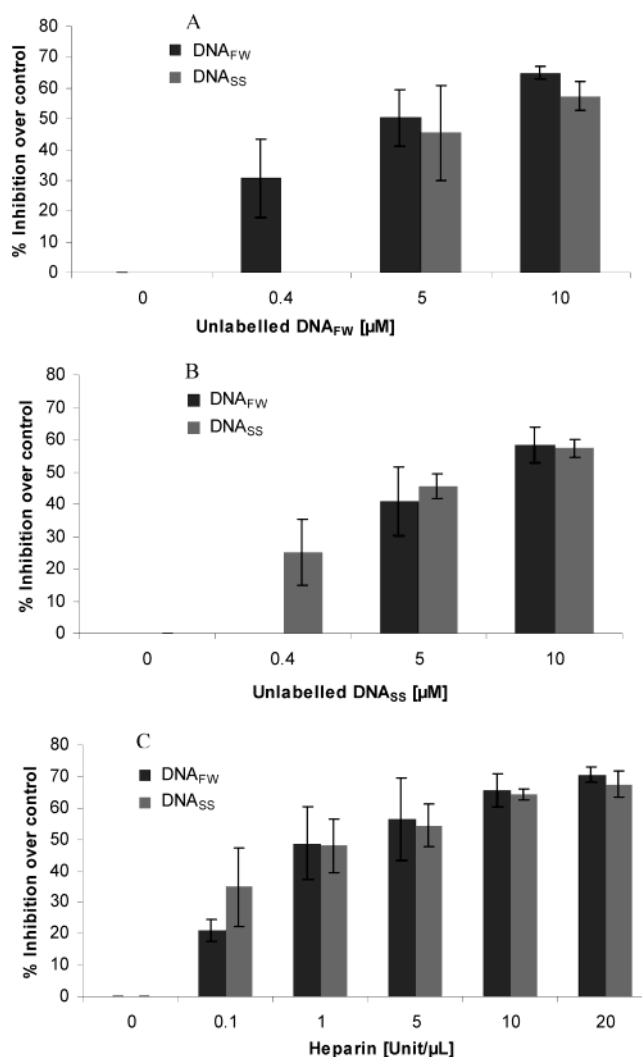 A
DNAFW
DNASS
% Inhibition over control
80
70
60
50
40
30
20
10
0
0 0.4 5 10
Unlabelled DNAFW [µM]
B
DNAFW
DNASS
% Inhibition over control
80
70
60
50
40
30
20
10
0
0 0.4 5 10
Unlabelled DNASS [µM]
C
DNAFW
DNASS
% Inhibition over control
80
70
60
50
40
30
20
10
0
0 0.1 1 5 10 20
Heparin [Unit/µL]